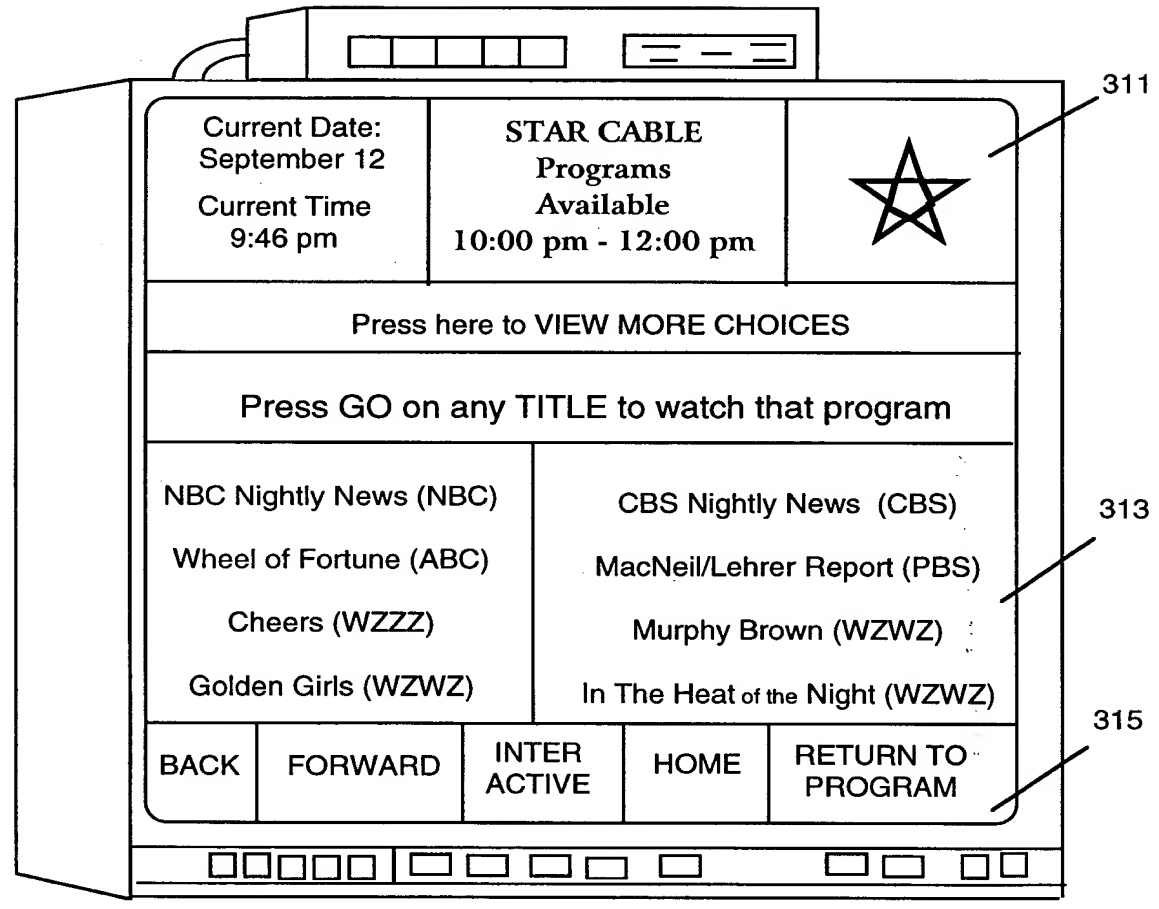 Current Date:
September 12
Current Time
9:46 pm
STAR CABLE
Programs
Available
10:00 pm - 12:00 pm
311
Press here to VIEW MORE CHOICES
Press GO on any TITLE to watch that program
NBC Nightly News (NBC)
Wheel of Fortune (ABC)
Cheers (WZZZ)
Golden Girls (WZWZ)
CBS Nightly News (CBS)
MacNeil/Lehrer Report (PBS)
Murphy Brown (WZWZ)
In The Heat of the Night (WZWZ)
313
BACK
FORWARD
INTER
ACTIVE
HOME
RETURN TO
PROGRAM
315